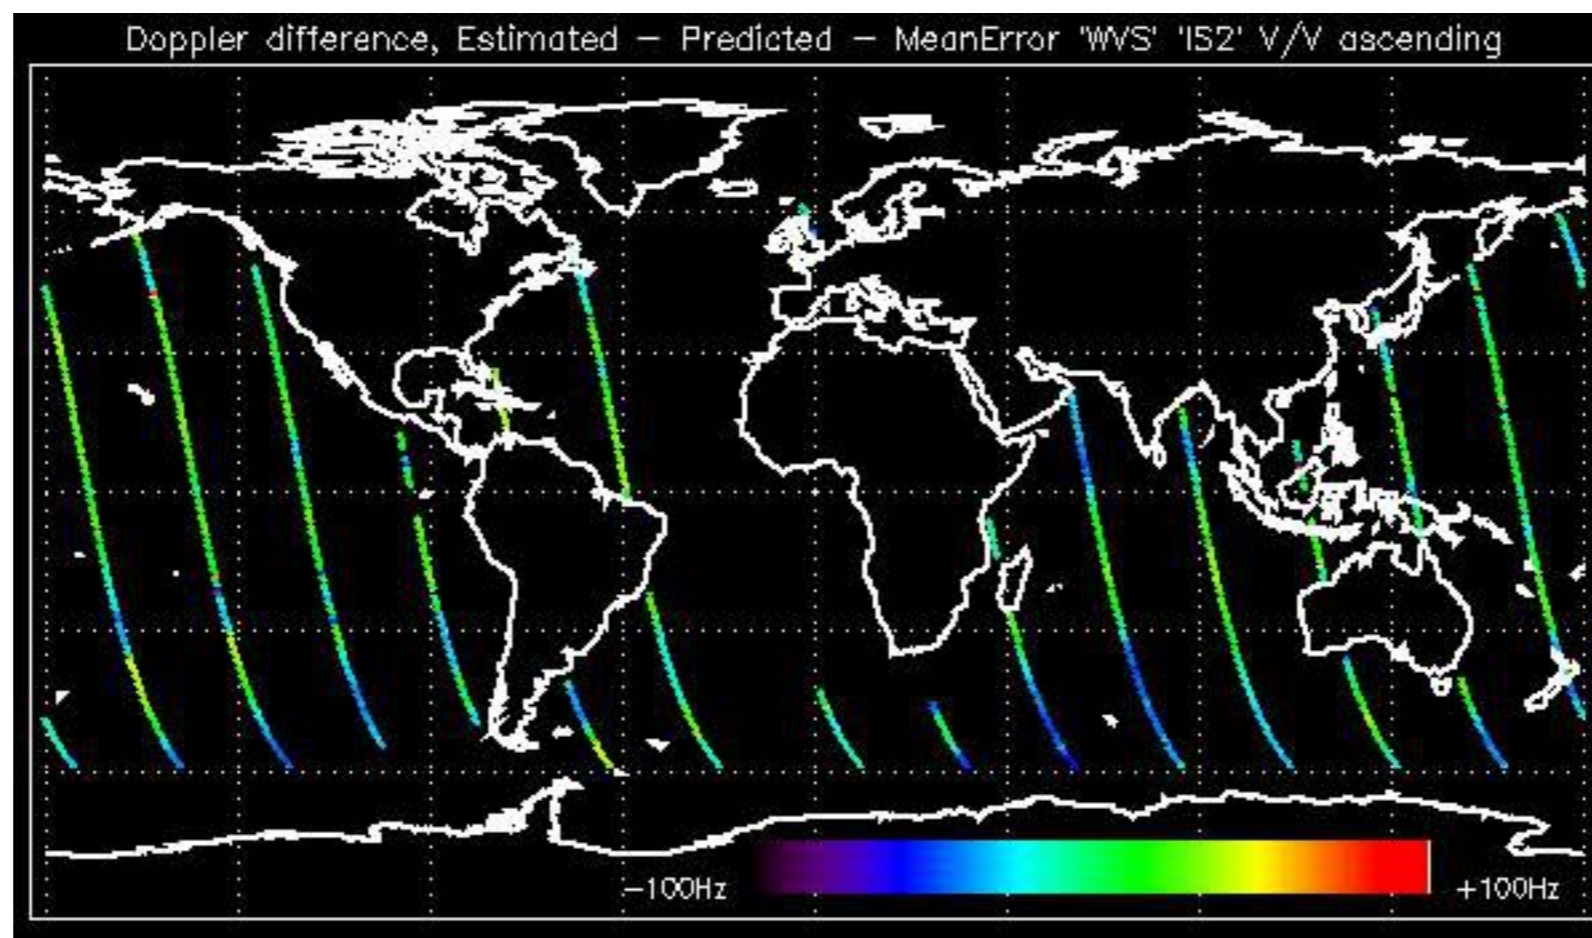 Doppler difference, Estimated – Predicted – MeanError 'WVS' 'IS2' V/V ascending
−100Hz
+100Hz